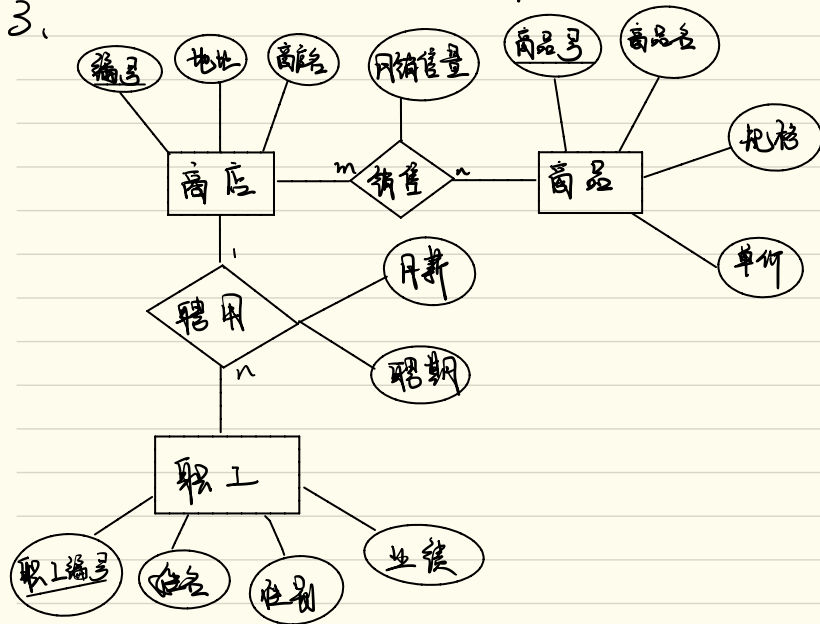 3、
编号
地址
商店名
月销售量
商品号
商品名
规格
单价
商店
m
销售
n
商品
1
聘用
n
月薪
聘期
职工
职工编号
姓名
性别
业绩